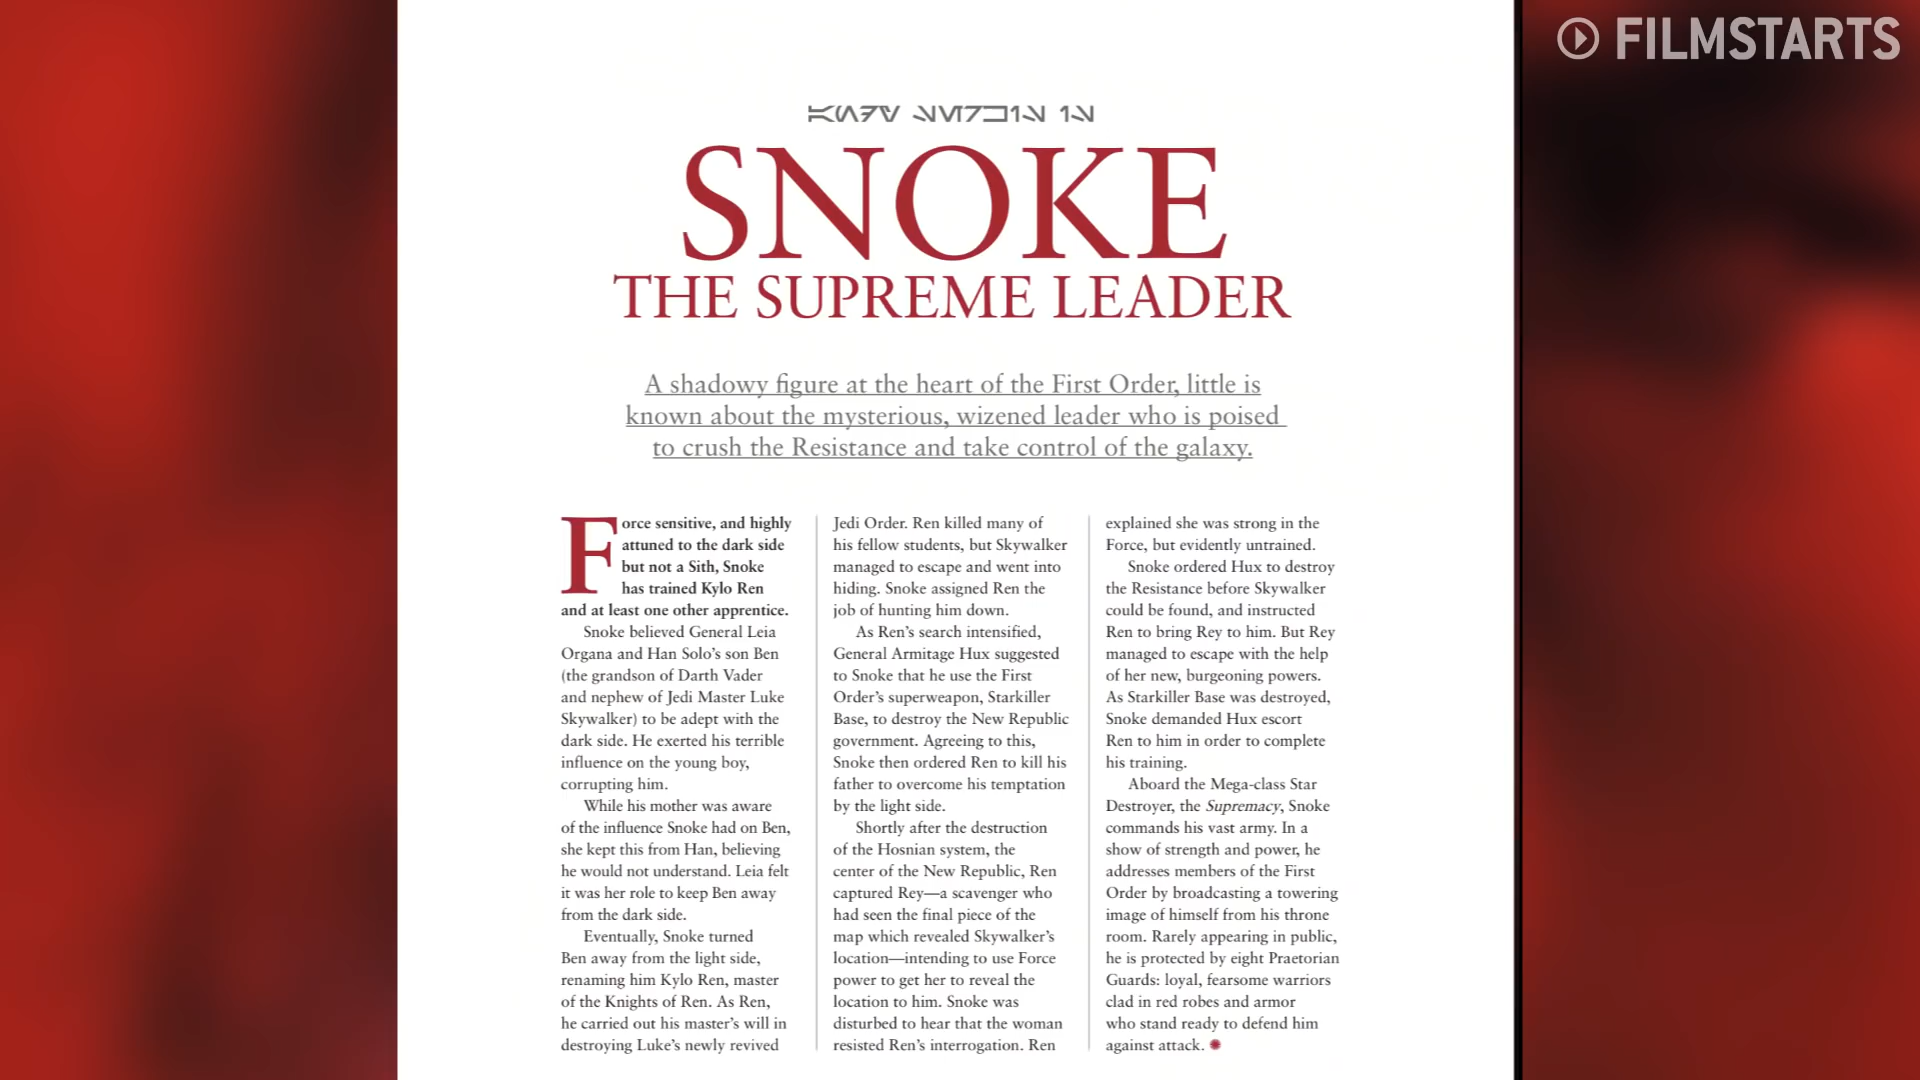 FILMSTARTS
SNOKE
THE SUPREME LEADER
A shadowy figure at the heart of the First Order, little is
known about the mysterious, wizened leader who is poised
to crush the Resistance and take control of the galaxy.
Force sensitive, and highly
attuned to the dark side
but not a Sith, Snoke
has trained Kylo Ren
and at least one other apprentice.
Snoke believed General Leia
Organa and Han Solo’s son Ben
(the grandson of Darth Vader
and nephew of Jedi Master Luke
Skywalker) to be adept with the
dark side. He exerted his terrible
influence on the young boy,
corrupting him.
While his mother was aware
of the influence Snoke had on Ben,
she kept this from Han, believing
he would not understand. Leia felt
it was her role to keep Ben away
from the dark side.
Eventually, Snoke turned
Ben away from the light side,
renaming him Kylo Ren, master
of the Knights of Ren. As Ren,
he carried out his master’s will in
destroying Luke’s newly revived
Jedi Order. Ren killed many of
his fellow students, but Skywalker
managed to escape and went into
hiding. Snoke assigned Ren the
job of hunting him down.
As Ren’s search intensified,
General Armitage Hux suggested
to Snoke that he use the First
Order’s superweapon, Starkiller
Base, to destroy the New Republic
government. Agreeing to this,
Snoke then ordered Ren to kill his
father to overcome his temptation
by the light side.
Shortly after the destruction
of the Hosnian system, the
center of the New Republic, Ren
captured Rey—a scavenger who
had seen the final piece of the
map which revealed Skywalker’s
location—intending to use Force
power to get her to reveal the
location to him. Snoke was
disturbed to hear that the woman
resisted Ren’s interrogation. Ren
explained she was strong in the
Force, but evidently untrained.
Snoke ordered Hux to destroy
the Resistance before Skywalker
could be found, and instructed
Ren to bring Rey to him. But Rey
managed to escape with the help
of her new, burgeoning powers.
As Starkiller Base was destroyed,
Snoke demanded Hux escort
Ren to him in order to complete
his training.
Aboard the Mega-class Star
Destroyer, the Supremacy, Snoke
commands his vast army. In a
show of strength and power, he
addresses members of the First
Order by broadcasting a towering
image of himself from his throne
room. Rarely appearing in public,
he is protected by eight Praetorian
Guards: loyal, fearsome warriors
clad in red robes and armor
who stand ready to defend him
against attack.